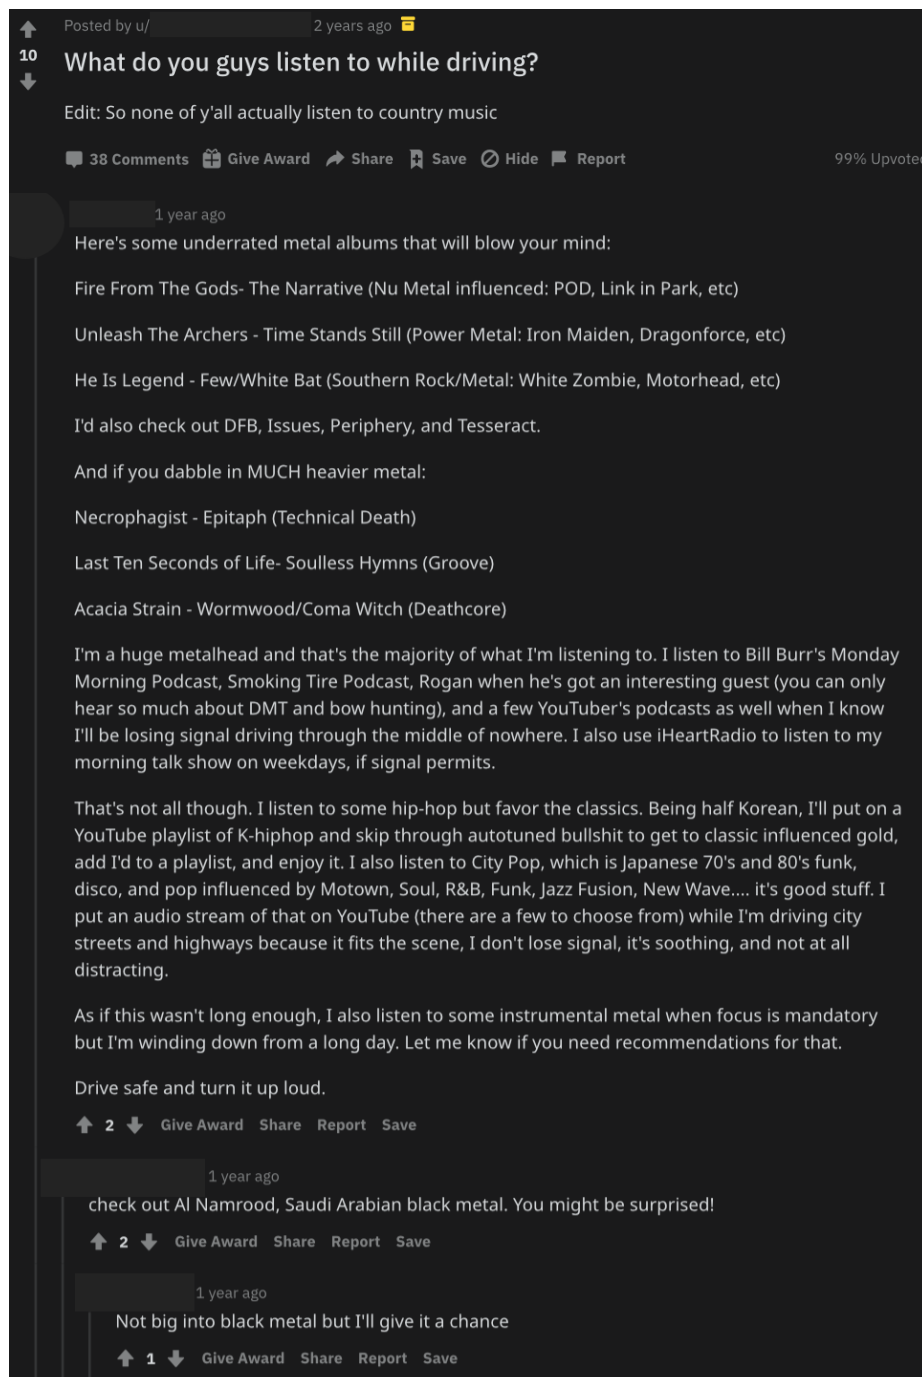 Posted by u/ 2 years ago
10
What do you guys listen to while driving?
Edit: So none of y'all actually listen to country music
38 Comments Give Award Share Save Hide Report 99% Upvoted
1 year ago
Here's some underrated metal albums that will blow your mind:
Fire From The Gods- The Narrative (Nu Metal influenced: POD, Link in Park, etc)
Unleash The Archers - Time Stands Still (Power Metal: Iron Maiden, Dragonforce, etc)
He Is Legend - Few/White Bat (Southern Rock/Metal: White Zombie, Motorhead, etc)
I'd also check out DFB, Issues, Periphery, and Tesseract.
And if you dabble in MUCH heavier metal:
Necrophagist - Epitaph (Technical Death)
Last Ten Seconds of Life- Soulless Hymns (Groove)
Acacia Strain - Wormwood/Coma Witch (Deathcore)
I'm a huge metalhead and that's the majority of what I'm listening to. I listen to Bill Burr's Monday
Morning Podcast, Smoking Tire Podcast, Rogan when he's got an interesting guest (you can only
hear so much about DMT and bow hunting), and a few YouTuber's podcasts as well when I know
I'll be losing signal driving through the middle of nowhere. I also use iHeartRadio to listen to my
morning talk show on weekdays, if signal permits.
That's not all though. I listen to some hip-hop but favor the classics. Being half Korean, I'll put on a
YouTube playlist of K-hiphop and skip through autotuned bullshit to get to classic influenced gold,
add I'd to a playlist, and enjoy it. I also listen to City Pop, which is Japanese 70's and 80's funk,
disco, and pop influenced by Motown, Soul, R&B, Funk, Jazz Fusion, New Wave.... it's good stuff. I
put an audio stream of that on YouTube (there are a few to choose from) while I'm driving city
streets and highways because it fits the scene, I don't lose signal, it's soothing, and not at all
distracting.
As if this wasn't long enough, I also listen to some instrumental metal when focus is mandatory
but I'm winding down from a long day. Let me know if you need recommendations for that.
Drive safe and turn it up loud.
2 Give Award Share Report Save
1 year ago
check out Al Namrood, Saudi Arabian black metal. You might be surprised!
2 Give Award Share Report Save
1 year ago
Not big into black metal but I'll give it a chance
1 Give Award Share Report Save